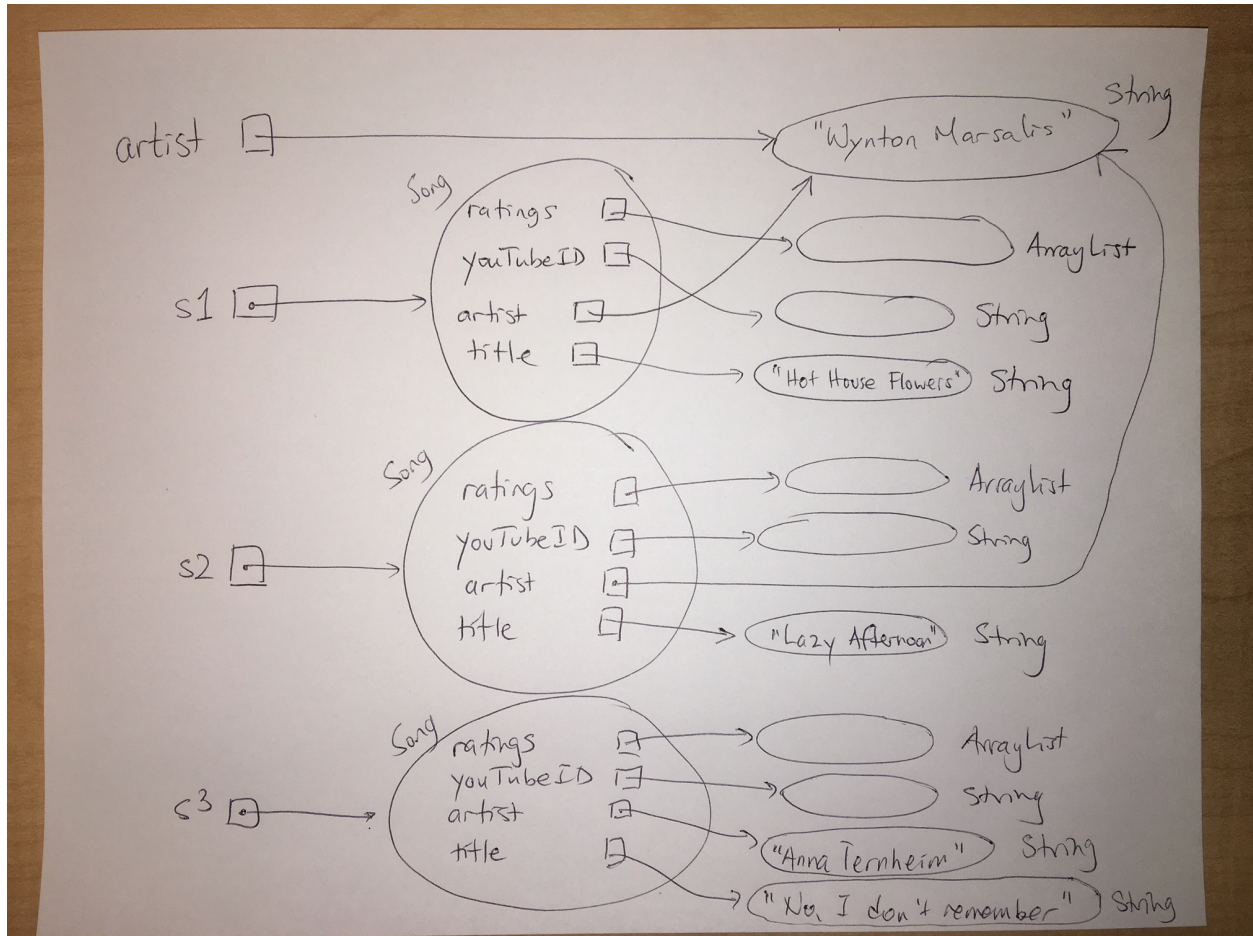 String
artist "Wynton Marsalis"
Song
ratings ArrayList
youTubeID
s1 artist String
title "Hot House Flowers" String
Song
ratings ArrayList
youTubeID String
s2 artist
title "Lazy Afternoon" String
Song
ratings ArrayList
youTubeID String
s3 artist "Anna Ternheim" String
title "No, I don't remember" String